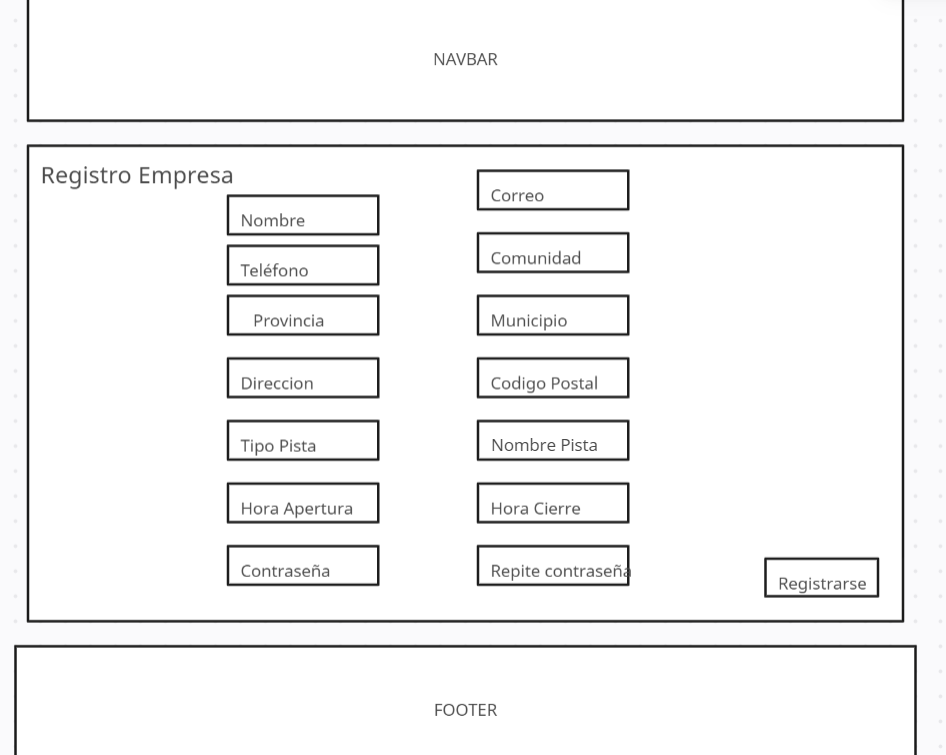 NAVBAR
Registro Empresa
Nombre
Correo
Teléfono
Comunidad
Provincia
Municipio
Direccion
Codigo Postal
Tipo Pista
Nombre Pista
Hora Apertura
Hora Cierre
Contraseña
Repite contraseña
Registrarse
FOOTER